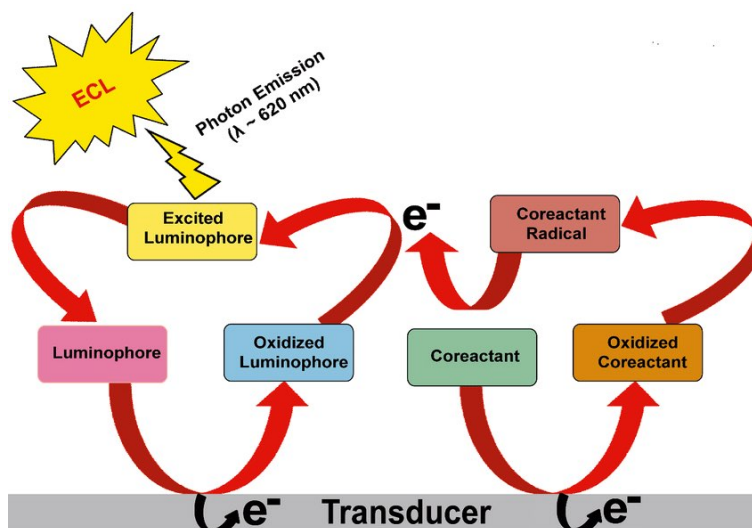 ECL
Photon Emission
(λ ~ 620 nm)
Excited
Luminophore
e-
Coreactant
Radical
Luminophore
Oxidized
Luminophore
Coreactant
Oxidized
Coreactant
e- Transducer e-